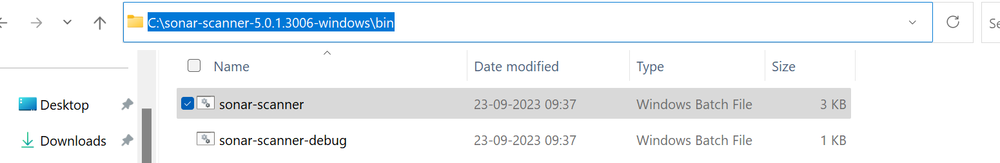 C:\sonar-scanner-5.0.1.3006-windows\bin
Se
Name Date modified Type Size
Desktop
sonar-scanner 23-09-2023 09:37 Windows Batch File 3 KB
Downloads
sonar-scanner-debug 23-09-2023 09:37 Windows Batch File 1 KB